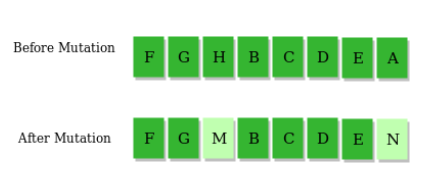 Before Mutation F G H B C D E A
After Mutation F G M B C D E N